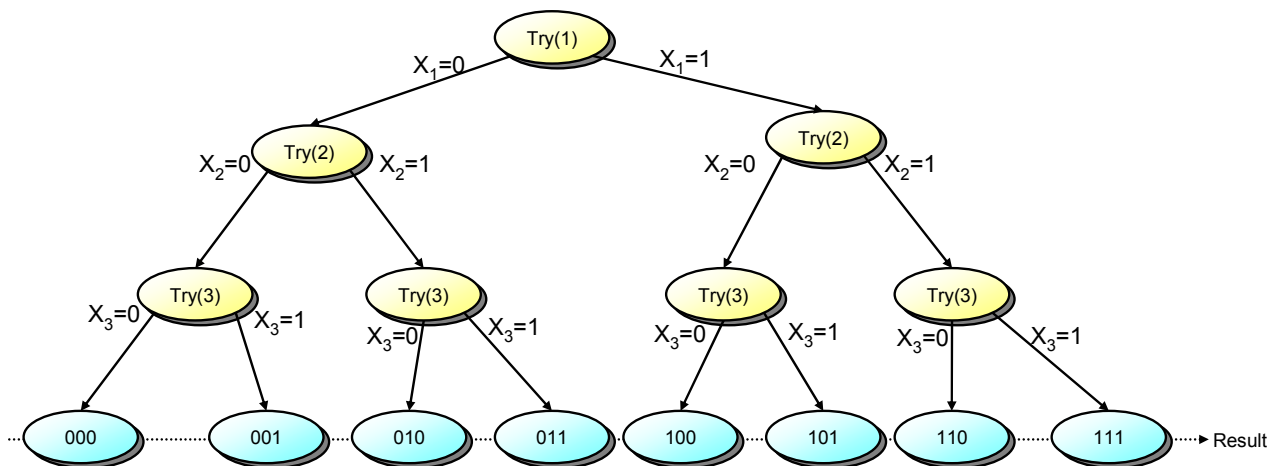 Try(1)
X₁=0
X₁=1
Try(2)
Try(2)
X₂=0
X₂=1
X₂=0
X₂=1
Try(3)
Try(3)
Try(3)
Try(3)
X₃=0
X₃=1
X₃=0
X₃=1
X₃=0
X₃=1
X₃=0
X₃=1
000
001
010
011
100
101
110
111
Result